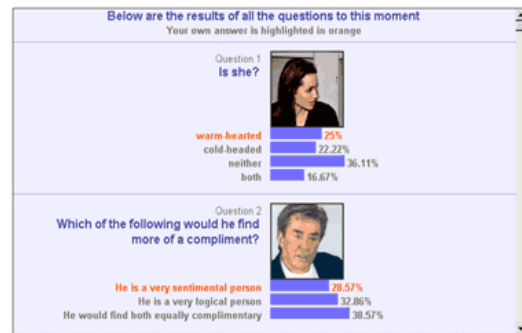 Below are the results of all the questions to this moment
Your own answer is highlighted in orange
Question 1
Is she?
warm-hearted 25%
cold-headed 22.22%
neither 36.11%
both 16.67%
Question 2
Which of the following would he find
more of a compliment?
He is a very sentimental person 28.57%
He is a very logical person 32.86%
He would find both equally complimentary 38.57%